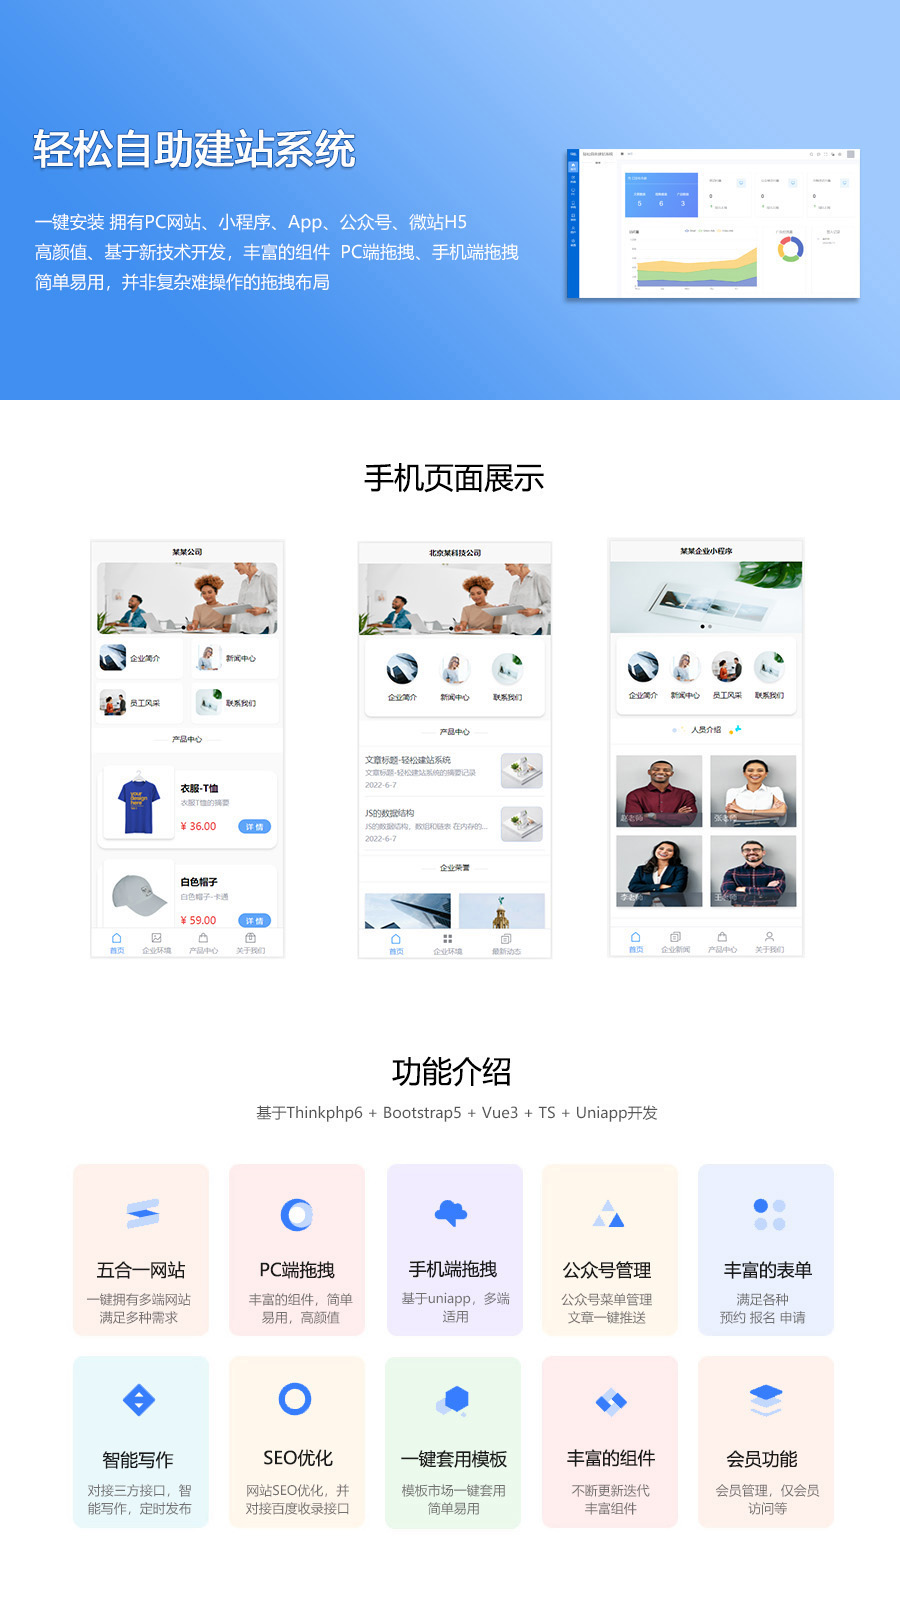 轻松自助建站系统
一键安装 拥有PC网站、小程序、App、公众号、微站H5
高颜值、基于新技术开发，丰富的组件 PC端拖拽、手机端拖拽
简单易用，并非复杂难操作的拖拽布局
手机页面展示
某某公司
企业简介
新闻中心
员工风采
联系我们
产品中心
衣服-T恤
衣服T恤的摘要
¥ 36.00
详 情
白色帽子
白色帽子-卡通
¥ 59.00
详 情
首页
企业环境
产品中心
关于我们
北京某科技公司
企业简介
新闻中心
联系我们
产品中心
文章标题-轻松建站系统
文章标题-轻松建站系统的摘要记录
2022-6-7
JS的数据结构
JS的数据结构、数组和链表 在内存的...
2022-6-7
企业荣誉
首页
企业环境
最新动态
某某企业小程序
企业简介
新闻中心
员工风采
联系我们
人员介绍
赵老师
张老师
李老师
王老师
首页
企业新闻
产品中心
关于我们
功能介绍
基于Thinkphp6 + Bootstrap5 + Vue3 + TS + Uniapp开发
五合一网站
一键拥有多端网站
满足多种需求
PC端拖拽
丰富的组件，简单
易用，高颜值
手机端拖拽
基于uniapp，多端
适用
公众号管理
公众号菜单管理
文章一键推送
丰富的表单
满足各种
预约 报名 申请
智能写作
对接三方接口，智
能写作，定时发布
SEO优化
网站SEO优化，并
对接百度收录接口
一键套用模板
模板市场一键套用
简单易用
丰富的组件
不断更新迭代
丰富组件
会员功能
会员管理，仅会员
访问等